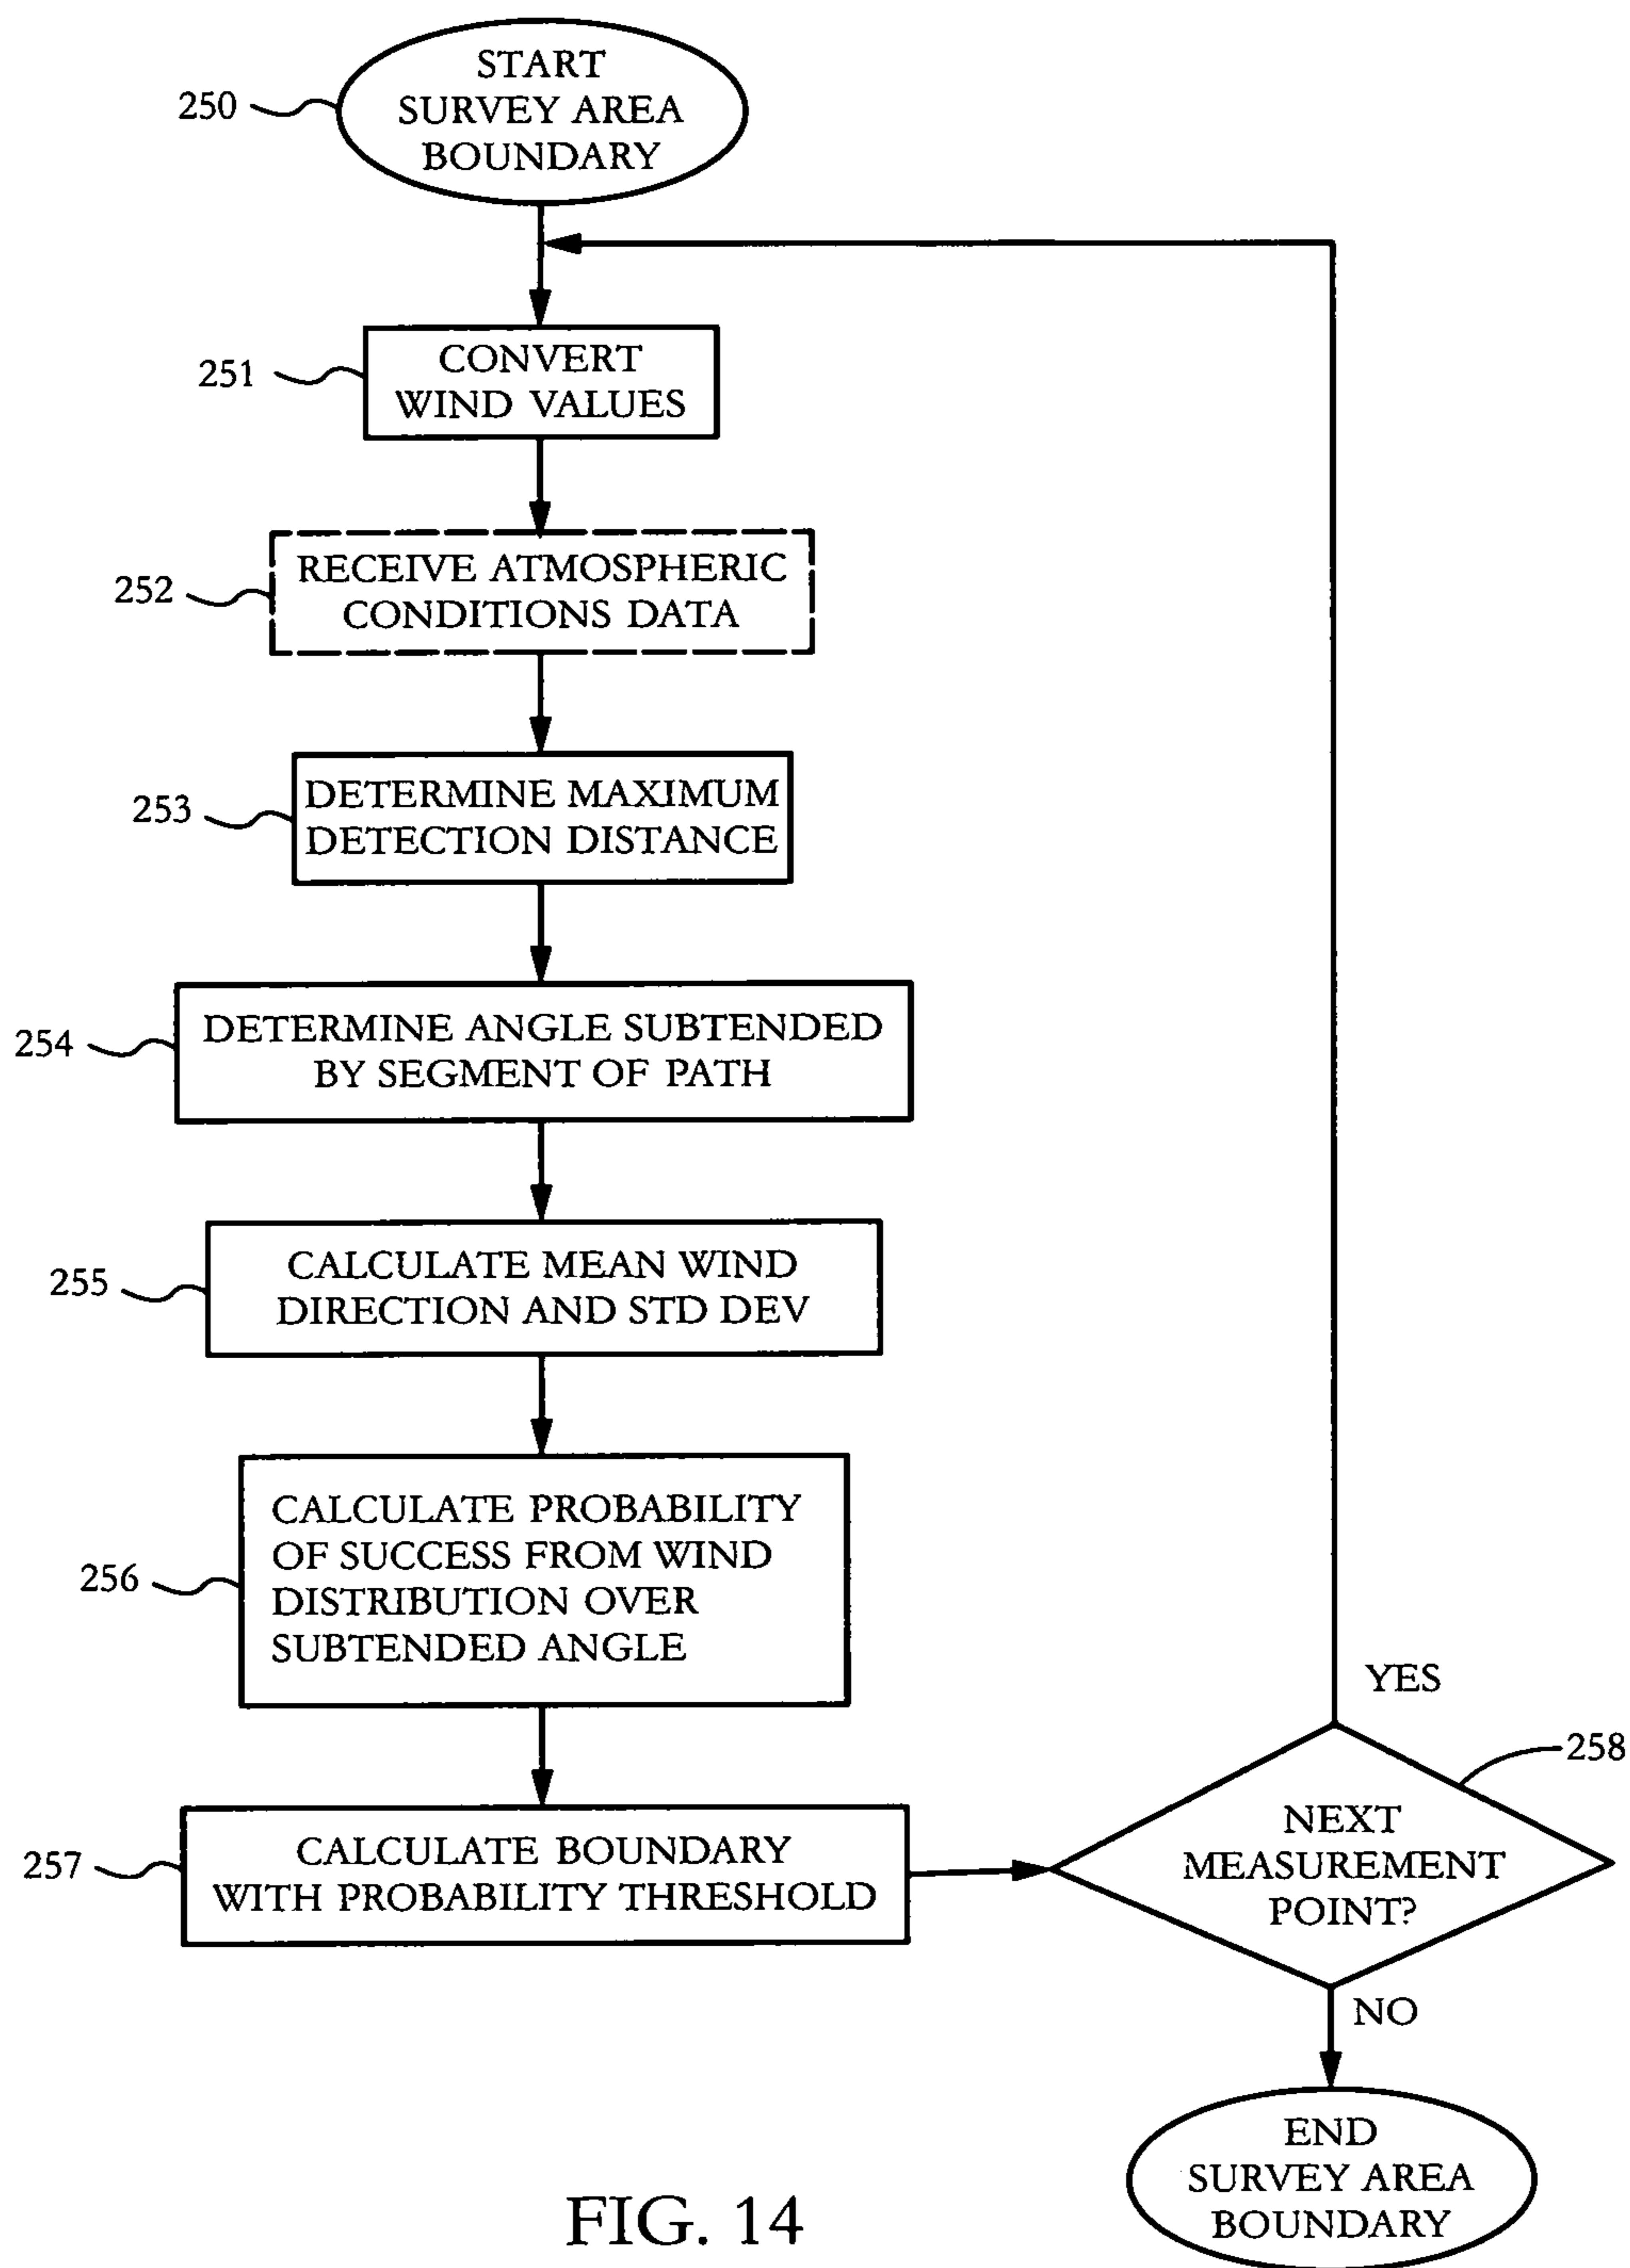 START
SURVEY AREA
BOUNDARY
250
CONVERT
WIND VALUES
251
RECEIVE ATMOSPHERIC
CONDITIONS DATA
252
DETERMINE MAXIMUM
DETECTION DISTANCE
253
DETERMINE ANGLE SUBTENDED
BY SEGMENT OF PATH
254
CALCULATE MEAN WIND
DIRECTION AND STD DEV
255
CALCULATE PROBABILITY
OF SUCCESS FROM WIND
DISTRIBUTION OVER
SUBTENDED ANGLE
256
CALCULATE BOUNDARY
WITH PROBABILITY THRESHOLD
257
YES
258
NEXT
MEASUREMENT
POINT?
NO
END
SURVEY AREA
BOUNDARY
FIG. 14